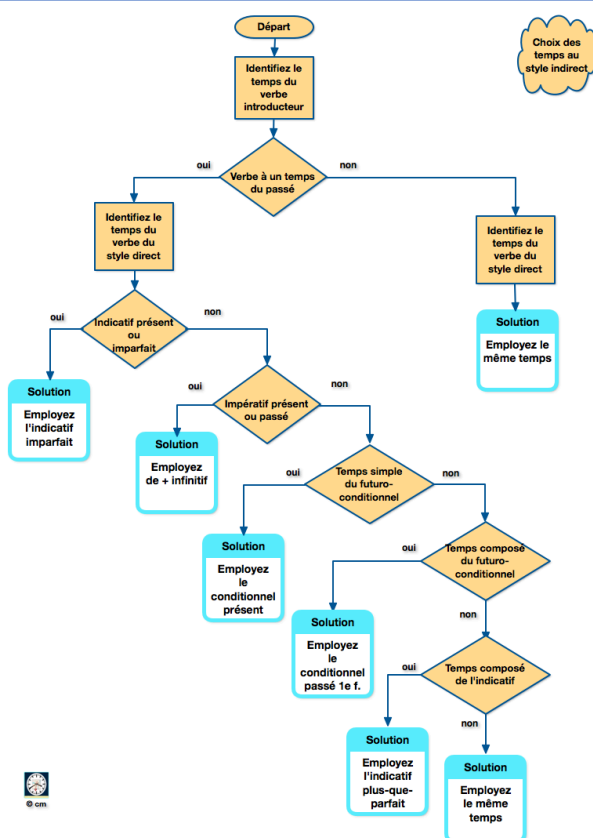 Départ
Choix des
temps au
style indirect
Identifiez le
temps du
verbe
introducteur
oui
Verbe à un temps
du passé
non
Identifiez le
temps du
verbe du
style direct
Identifiez le
temps du
verbe du
style direct
oui
Indicatif présent
ou
imparfait
non
Solution
Employez le
même temps
Solution
Employez
l'indicatif
imparfait
oui
Impératif présent
ou passé
non
Solution
Employez
de + infinitif
oui
Temps simple
du futuro-
conditionnel
non
Solution
Employez
le
conditionnel
présent
oui
Temps composé
du futuro-
conditionnel
non
Solution
Employez
le
conditionnel
passé 1e f.
oui
Temps composé
de l'indicatif
non
Solution
Employez
l'indicatif
plus-que-
parfait
Solution
Employez
le même
temps
© cm